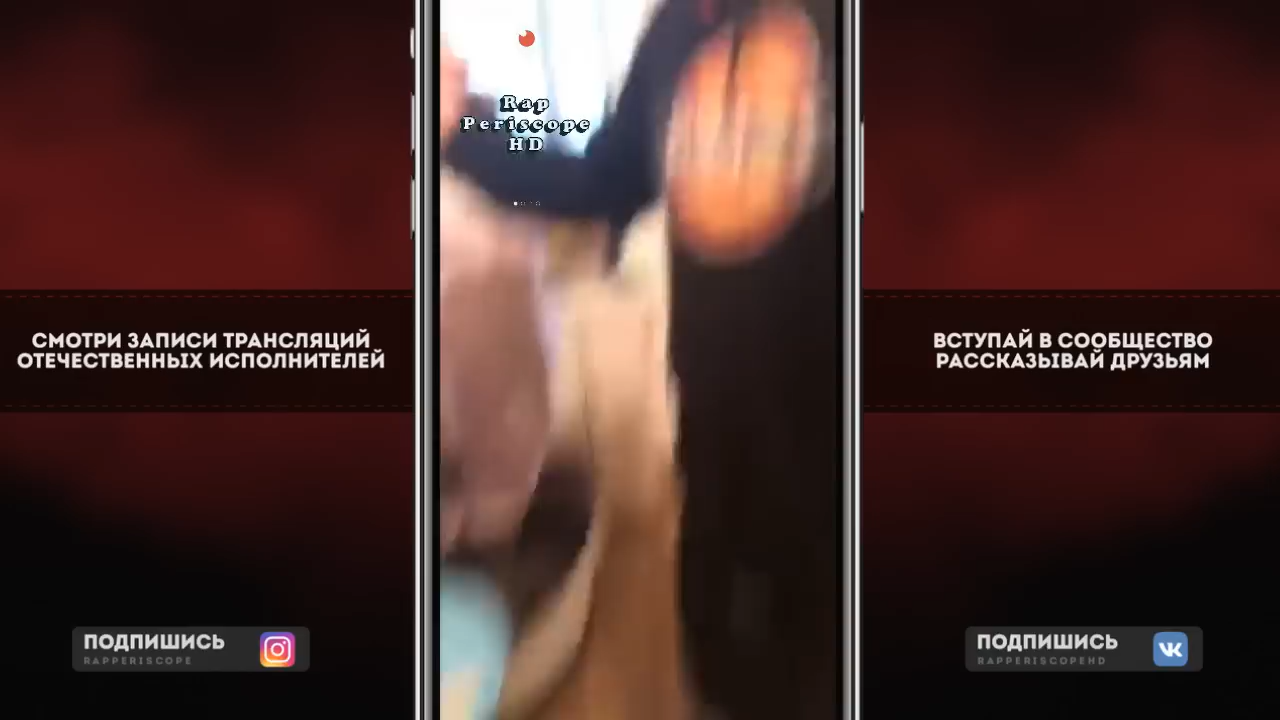 Rap
Periscope
HD
СМОТРИ ЗАПИСИ ТРАНСЛЯЦИЙ
ОТЕЧЕСТВЕННЫХ ИСПОЛНИТЕЛЕЙ
ВСТУПАЙ В СООБЩЕСТВО
РАССКАЗЫВАЙ ДРУЗЬЯМ
ПОДПИШИСЬ
RAPPERISCOPE
ПОДПИШИСЬ
RAPPERISCOPEHD